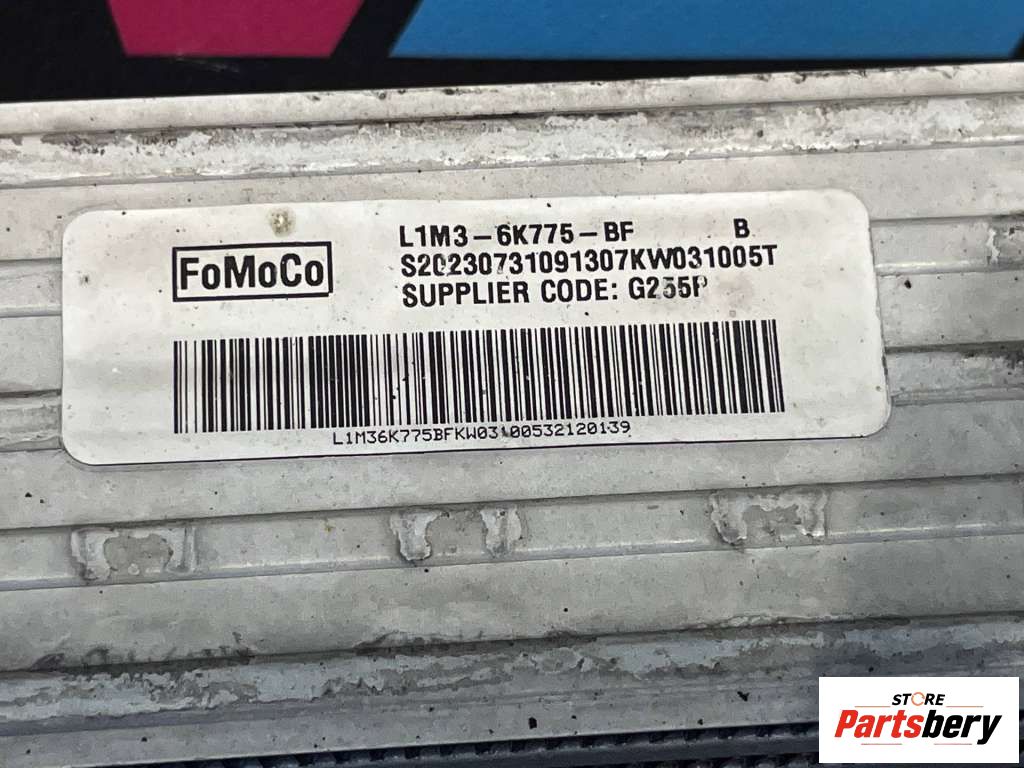 L1M3-6K775-BF B
FoMoCo
S20230731091307KW031005T
SUPPLIER CODE: G255P
L1M36K775BFKW03100532120139
STORE
Partsbery